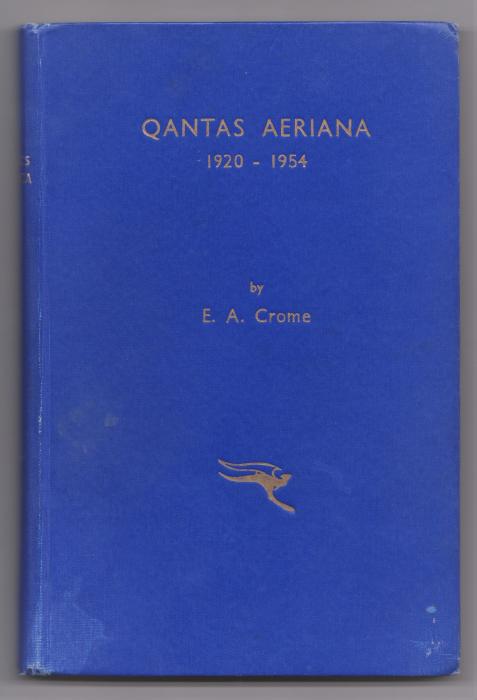 QANTAS AERIANA
1920 - 1954
by
E. A. Crome